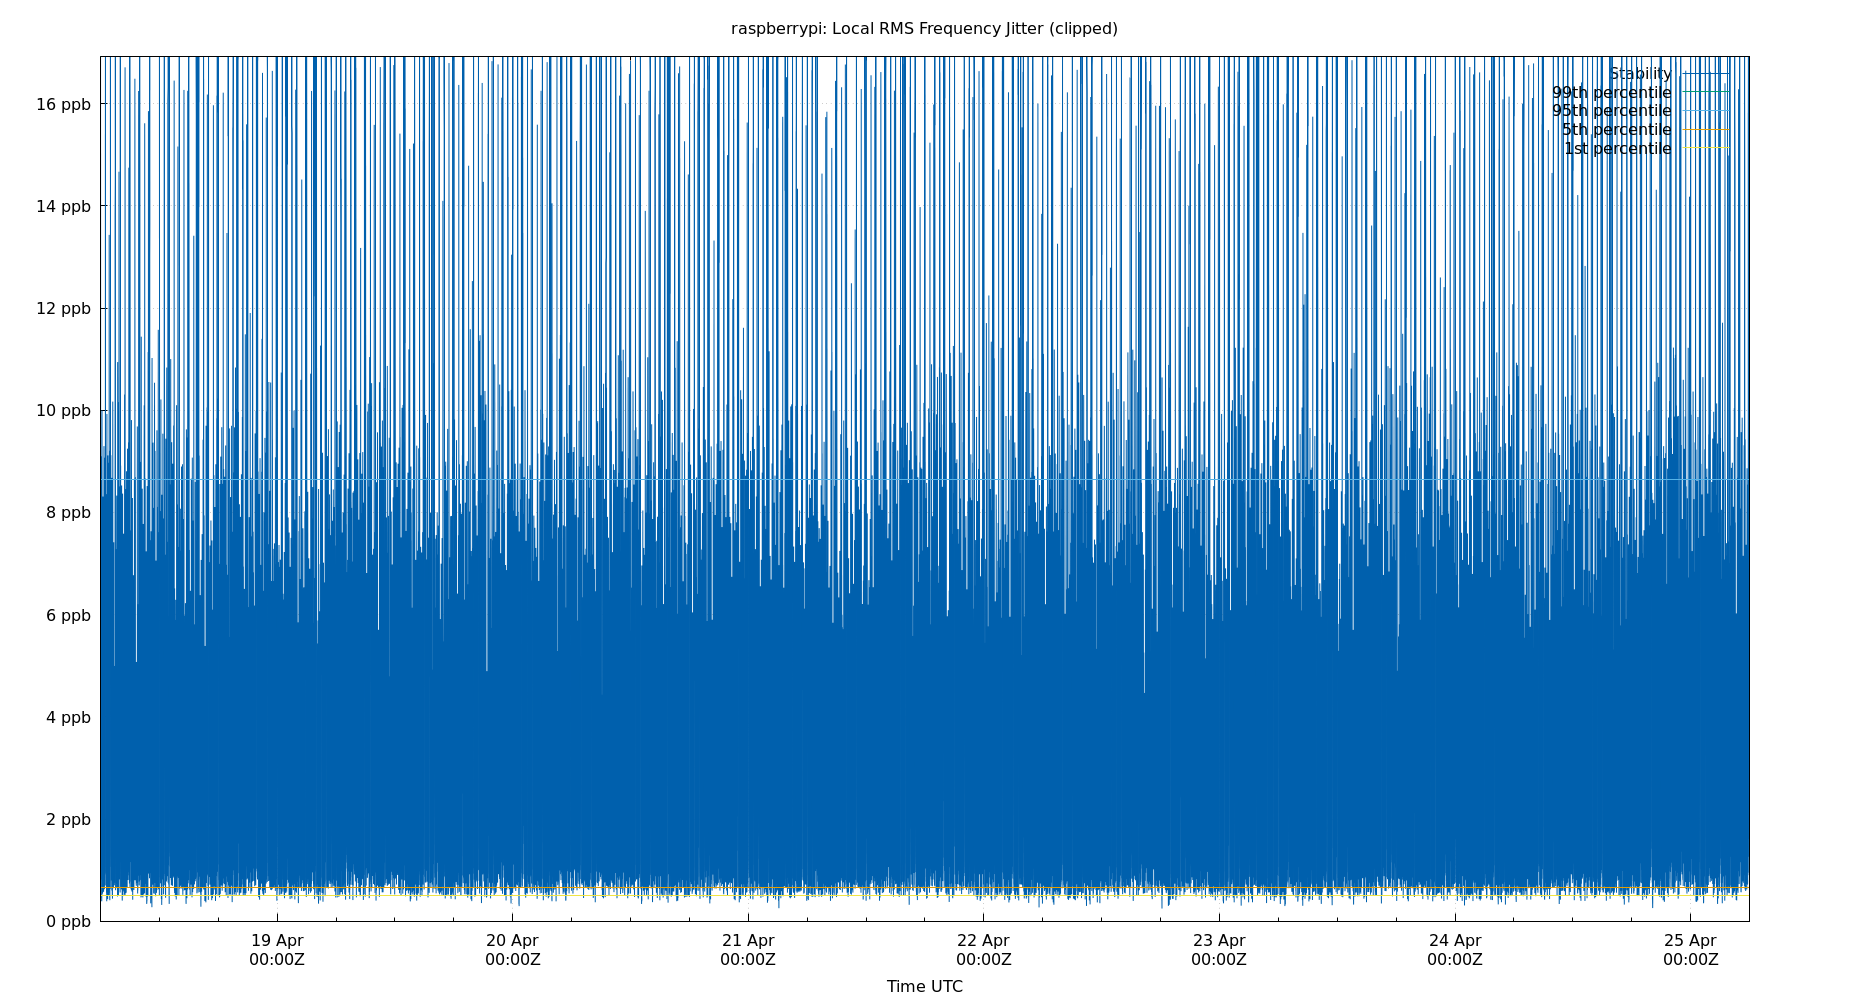 raspberrypi: Local RMS Frequency Jitter (clipped)
Stability
99th percentile
95th percentile
5th percentile
1st percentile
16 ppb
14 ppb
12 ppb
10 ppb
8 ppb
6 ppb
4 ppb
2 ppb
0 ppb
19 Apr 20 Apr 21 Apr 22 Apr 23 Apr 24 Apr 25 Apr
00:00Z 00:00Z 00:00Z 00:00Z 00:00Z 00:00Z 00:00Z
Time UTC